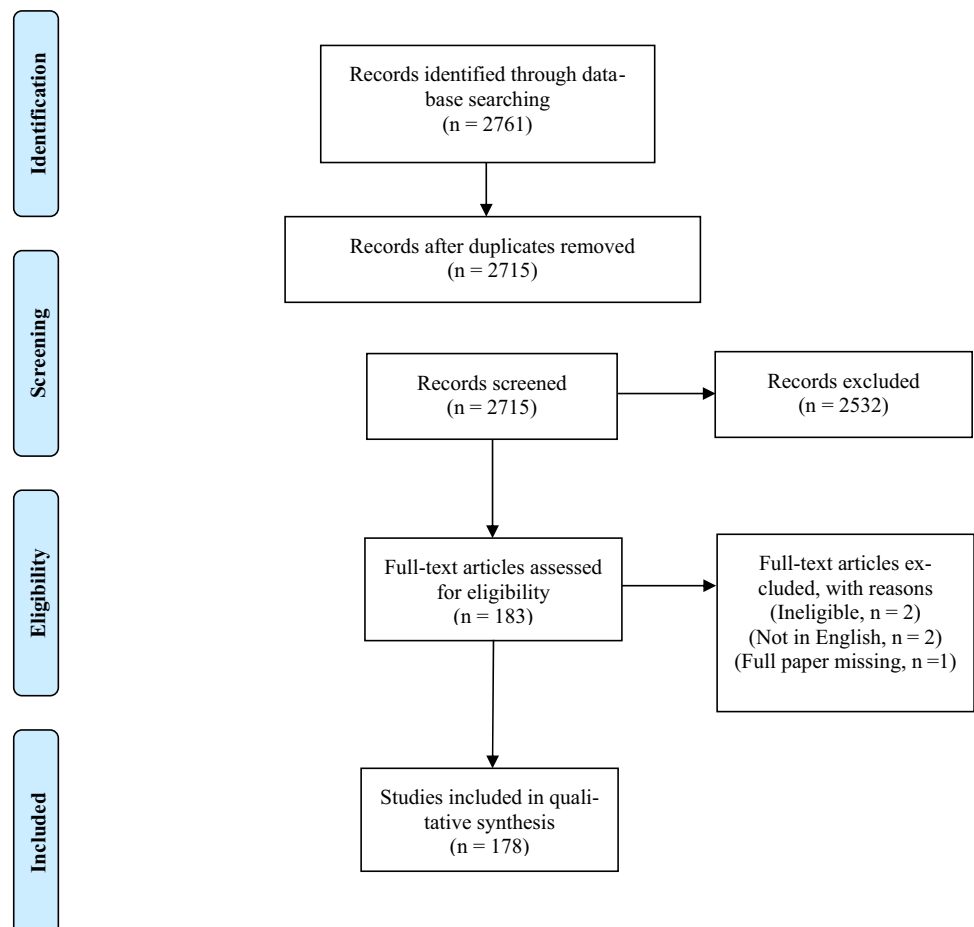 Identification
Records identified through data-
base searching
(n = 2761)
Records after duplicates removed
(n = 2715)
Screening
Records screened
(n = 2715)
Records excluded
(n = 2532)
Eligibility
Full-text articles assessed
for eligibility
(n = 183)
Full-text articles ex-
cluded, with reasons
(Ineligible, n = 2)
(Not in English, n = 2)
(Full paper missing, n =1)
Included
Studies included in quali-
tative synthesis
(n = 178)